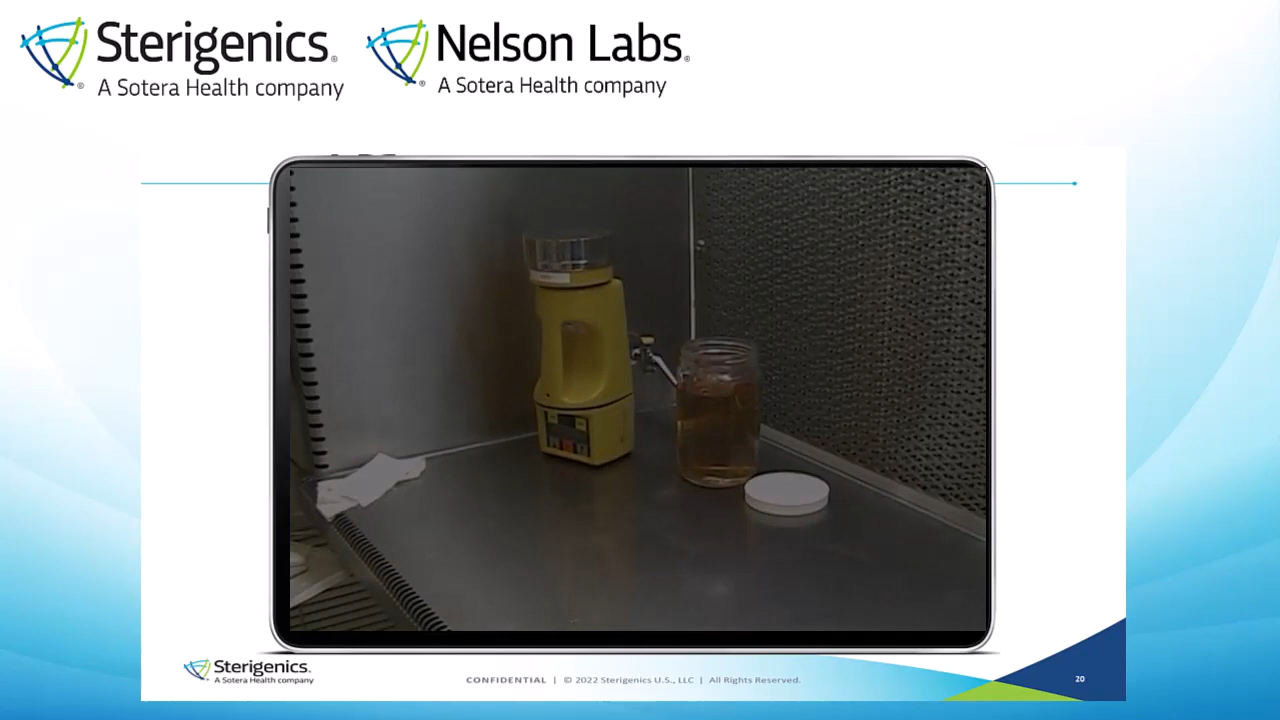 Sterigenics®
A Sotera Health company
Nelson Labs®
A Sotera Health company
Sterigenics.
A Sotera Health company
CONFIDENTIAL | © 2022 Sterigenics U.S., LLC | All Rights Reserved.
20